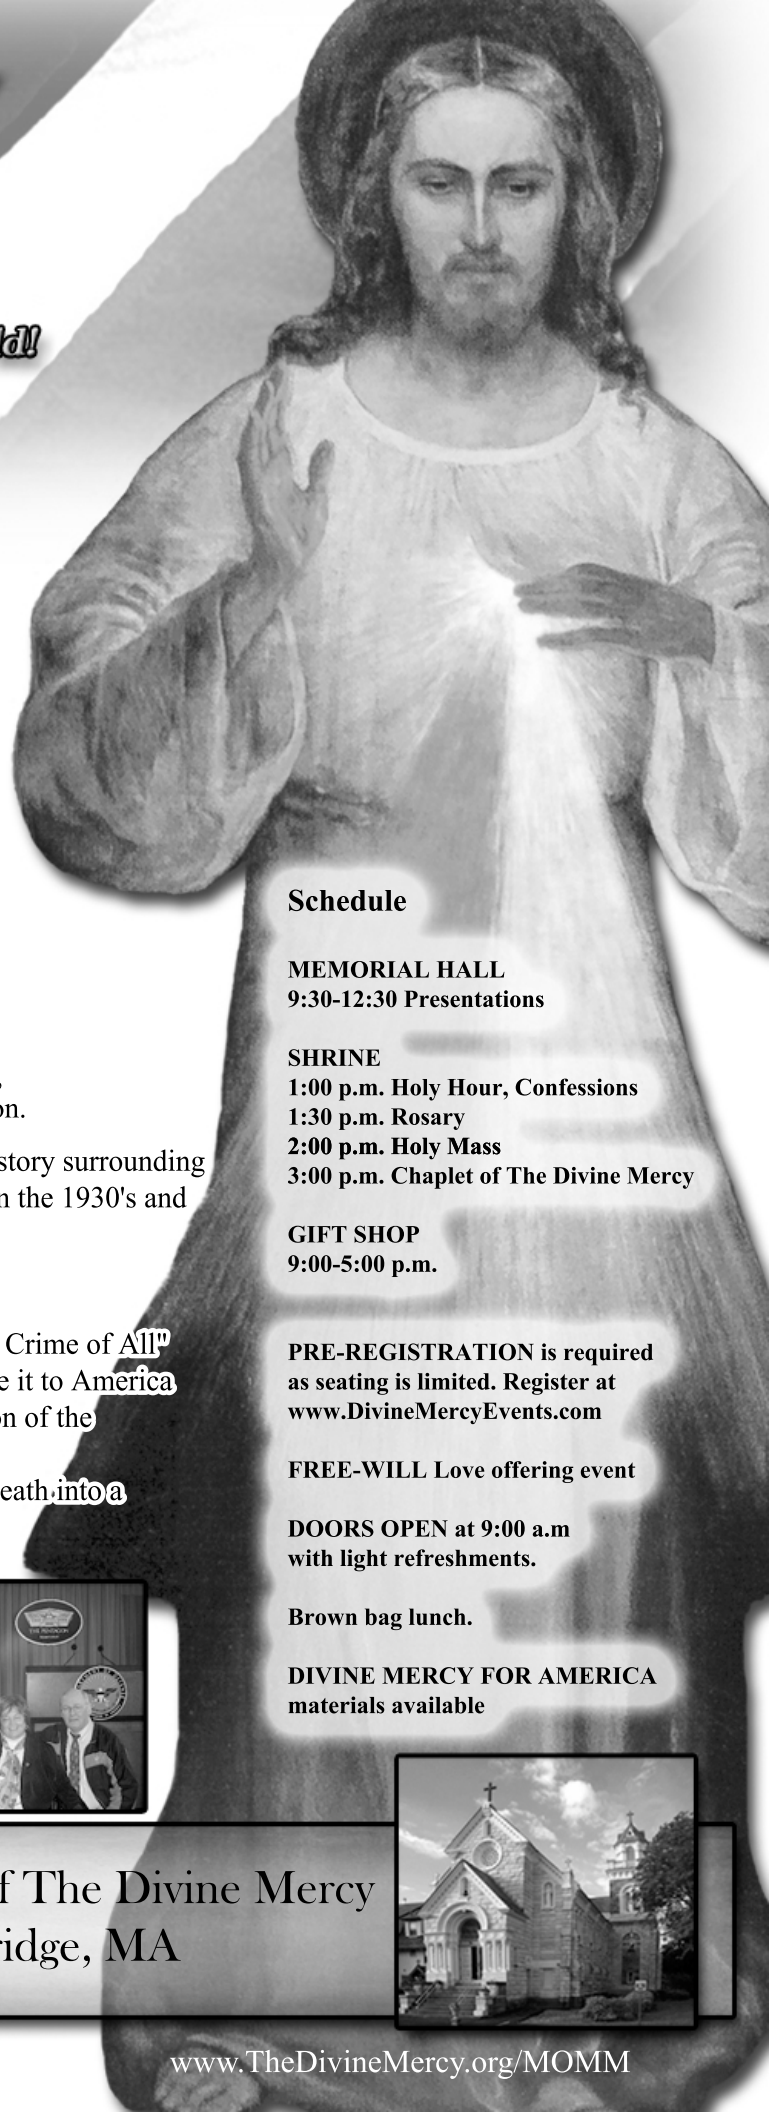 ld!
Schedule
MEMORIAL HALL
9:30-12:30 Presentations
SHRINE
1:00 p.m. Holy Hour, Confessions
1:30 p.m. Rosary
2:00 p.m. Holy Mass
3:00 p.m. Chaplet of The Divine Mercy
GIFT SHOP
9:00-5:00 p.m.
PRE-REGISTRATION is required
as seating is limited. Register at
www.DivineMercyEvents.com
FREE-WILL Love offering event
DOORS OPEN at 9:00 a.m
with light refreshments.
Brown bag lunch.
DIVINE MERCY FOR AMERICA
materials available
on.
story surrounding
n the 1930's and
Crime of All"
e it to America
on of the
eath into a
THE PENTAGON
f The Divine Mercy
ridge, MA
www.TheDivineMercy.org/MOMM